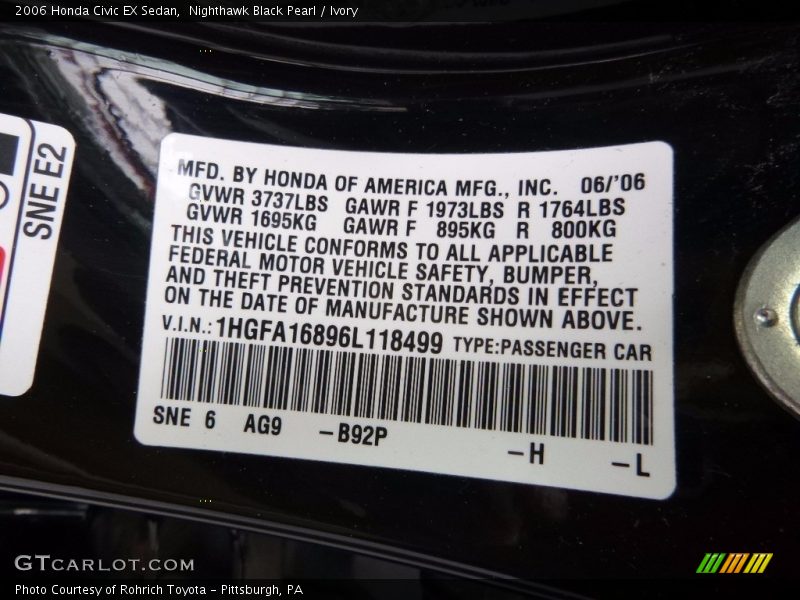 2006 Honda Civic EX Sedan,  Nighthawk Black Pearl / Ivory
SNE E2
MFD. BY HONDA OF AMERICA MFG., INC. 06/'06
GVWR 3737LBS GAWR F 1973LBS R 1764LBS
GVWR 1695KG GAWR F 895KG R 800KG
THIS VEHICLE CONFORMS TO ALL APPLICABLE
FEDERAL MOTOR VEHICLE SAFETY, BUMPER,
AND THEFT PREVENTION STANDARDS IN EFFECT
ON THE DATE OF MANUFACTURE SHOWN ABOVE.
V.I.N.: 1HGFA16896L118499 TYPE:PASSENGER CAR
SNE 6 AG9 -B92P -H -L
GTCARLOT.COM
Photo Courtesy of Rohrich Toyota - Pittsburgh, PA